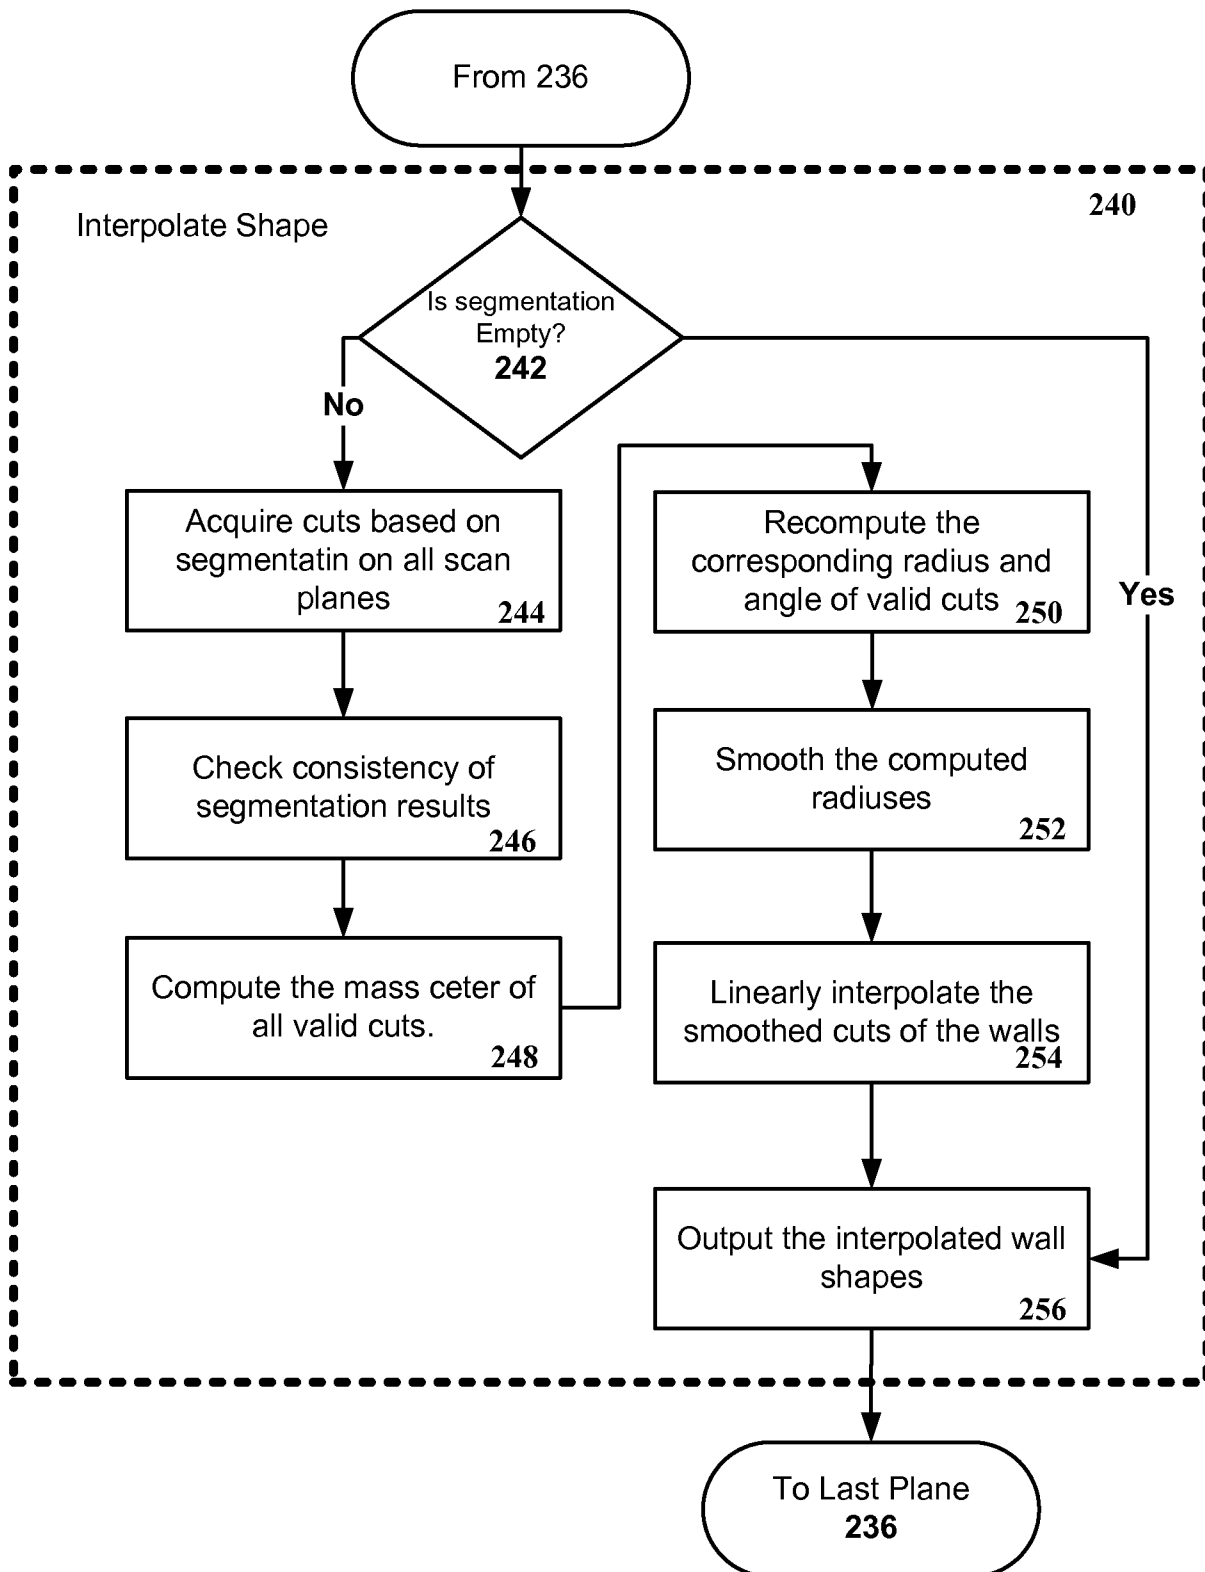 From 236
240
Interpolate Shape
Is segmentation
Empty?
242
No
Yes
Acquire cuts based on
segmentatin on all scan
planes
244
Check consistency of
segmentation results
246
Compute the mass ceter of
all valid cuts.
248
Recompute the
corresponding radius and
angle of valid cuts
250
Smooth the computed
radiuses
252
Linearly interpolate the
smoothed cuts of the walls
254
Output the interpolated wall
shapes
256
To Last Plane
236